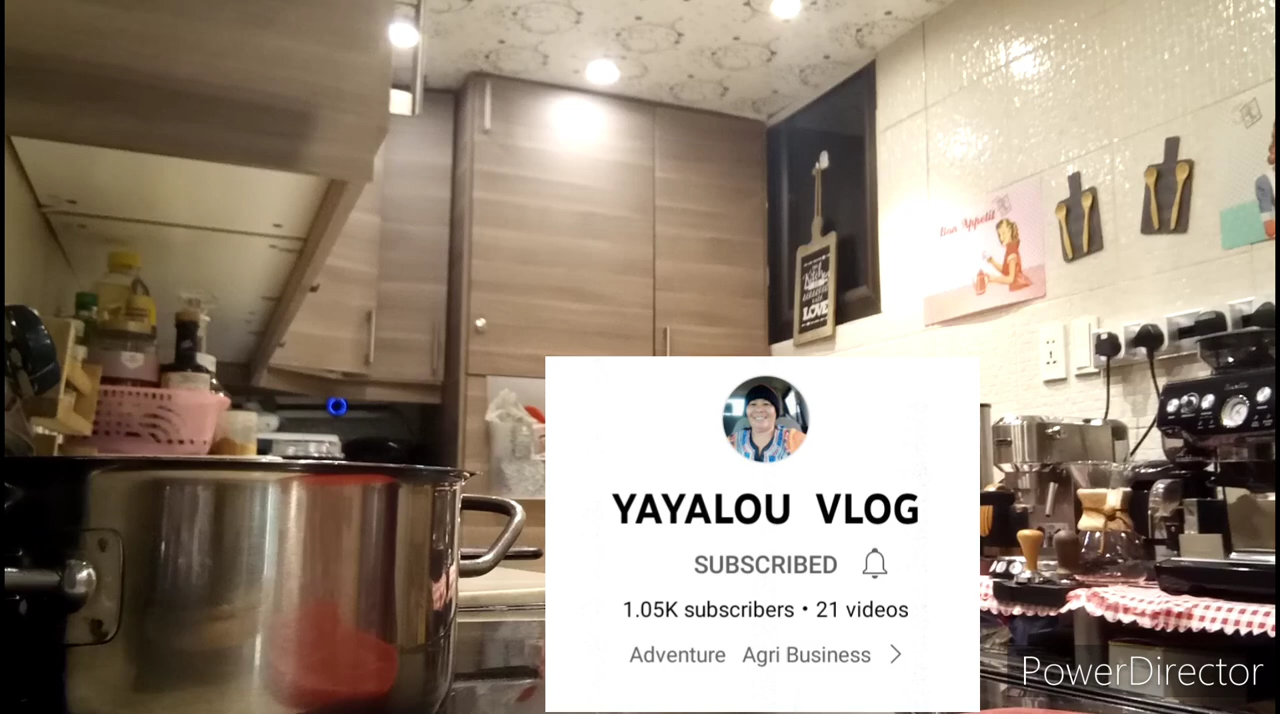 Bon Appetit
LOVE
YAYALOU VLOG
SUBSCRIBED
1.05K subscribers • 21 videos
Adventure Agri Business
PowerDirector